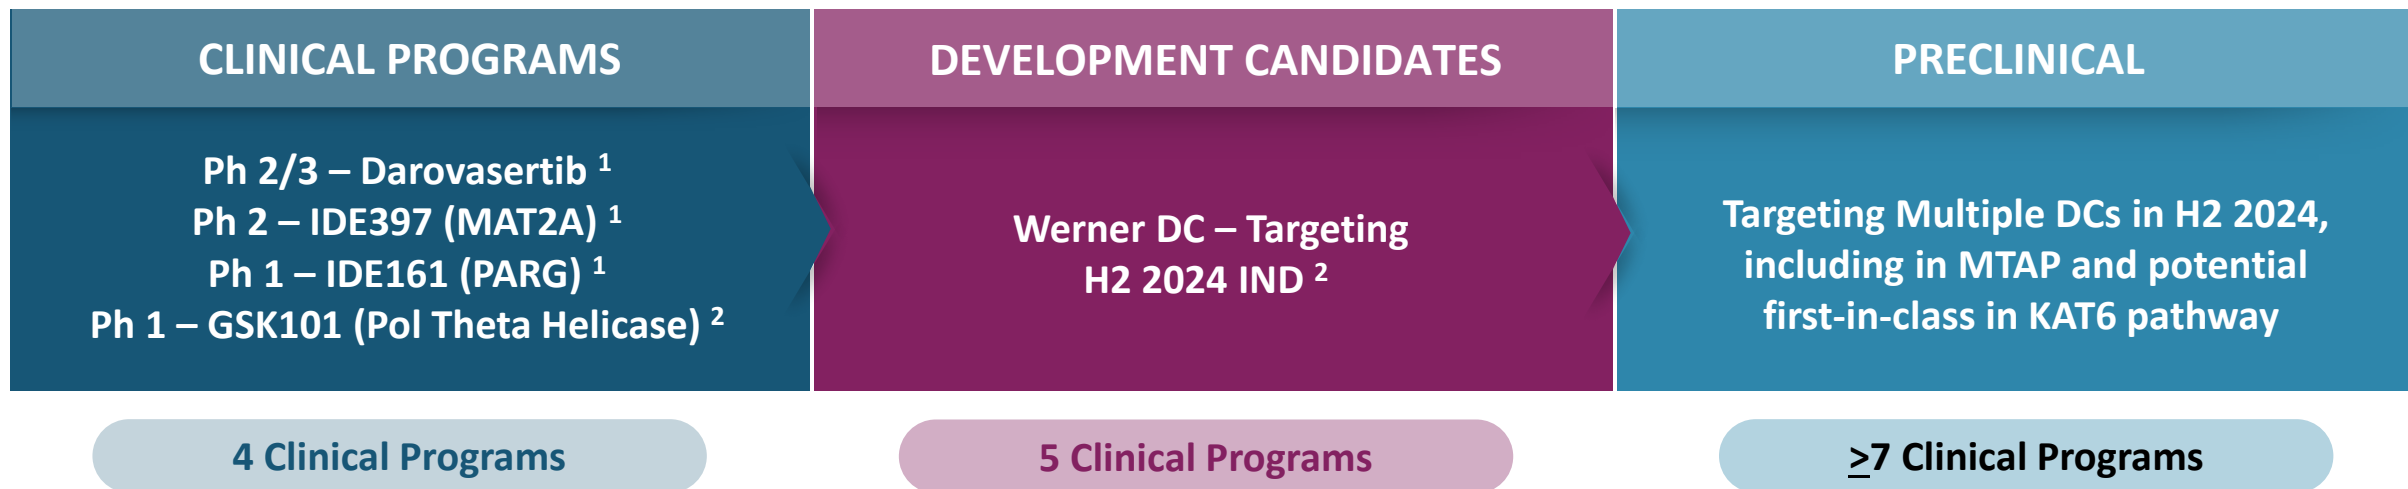 CLINICAL PROGRAMS
Ph 2/3 – Darovasertib 1
Ph 2 – IDE397 (MAT2A) 1
Ph 1 – IDE161 (PARG) 1
Ph 1 – GSK101 (Pol Theta Helicase) 2
4 Clinical Programs
DEVELOPMENT CANDIDATES
Werner DC – Targeting
H2 2024 IND 2
5 Clinical Programs
PRECLINICAL
Targeting Multiple DCs in H2 2024,
including in MTAP and potential
first-in-class in KAT6 pathway
>7 Clinical Programs